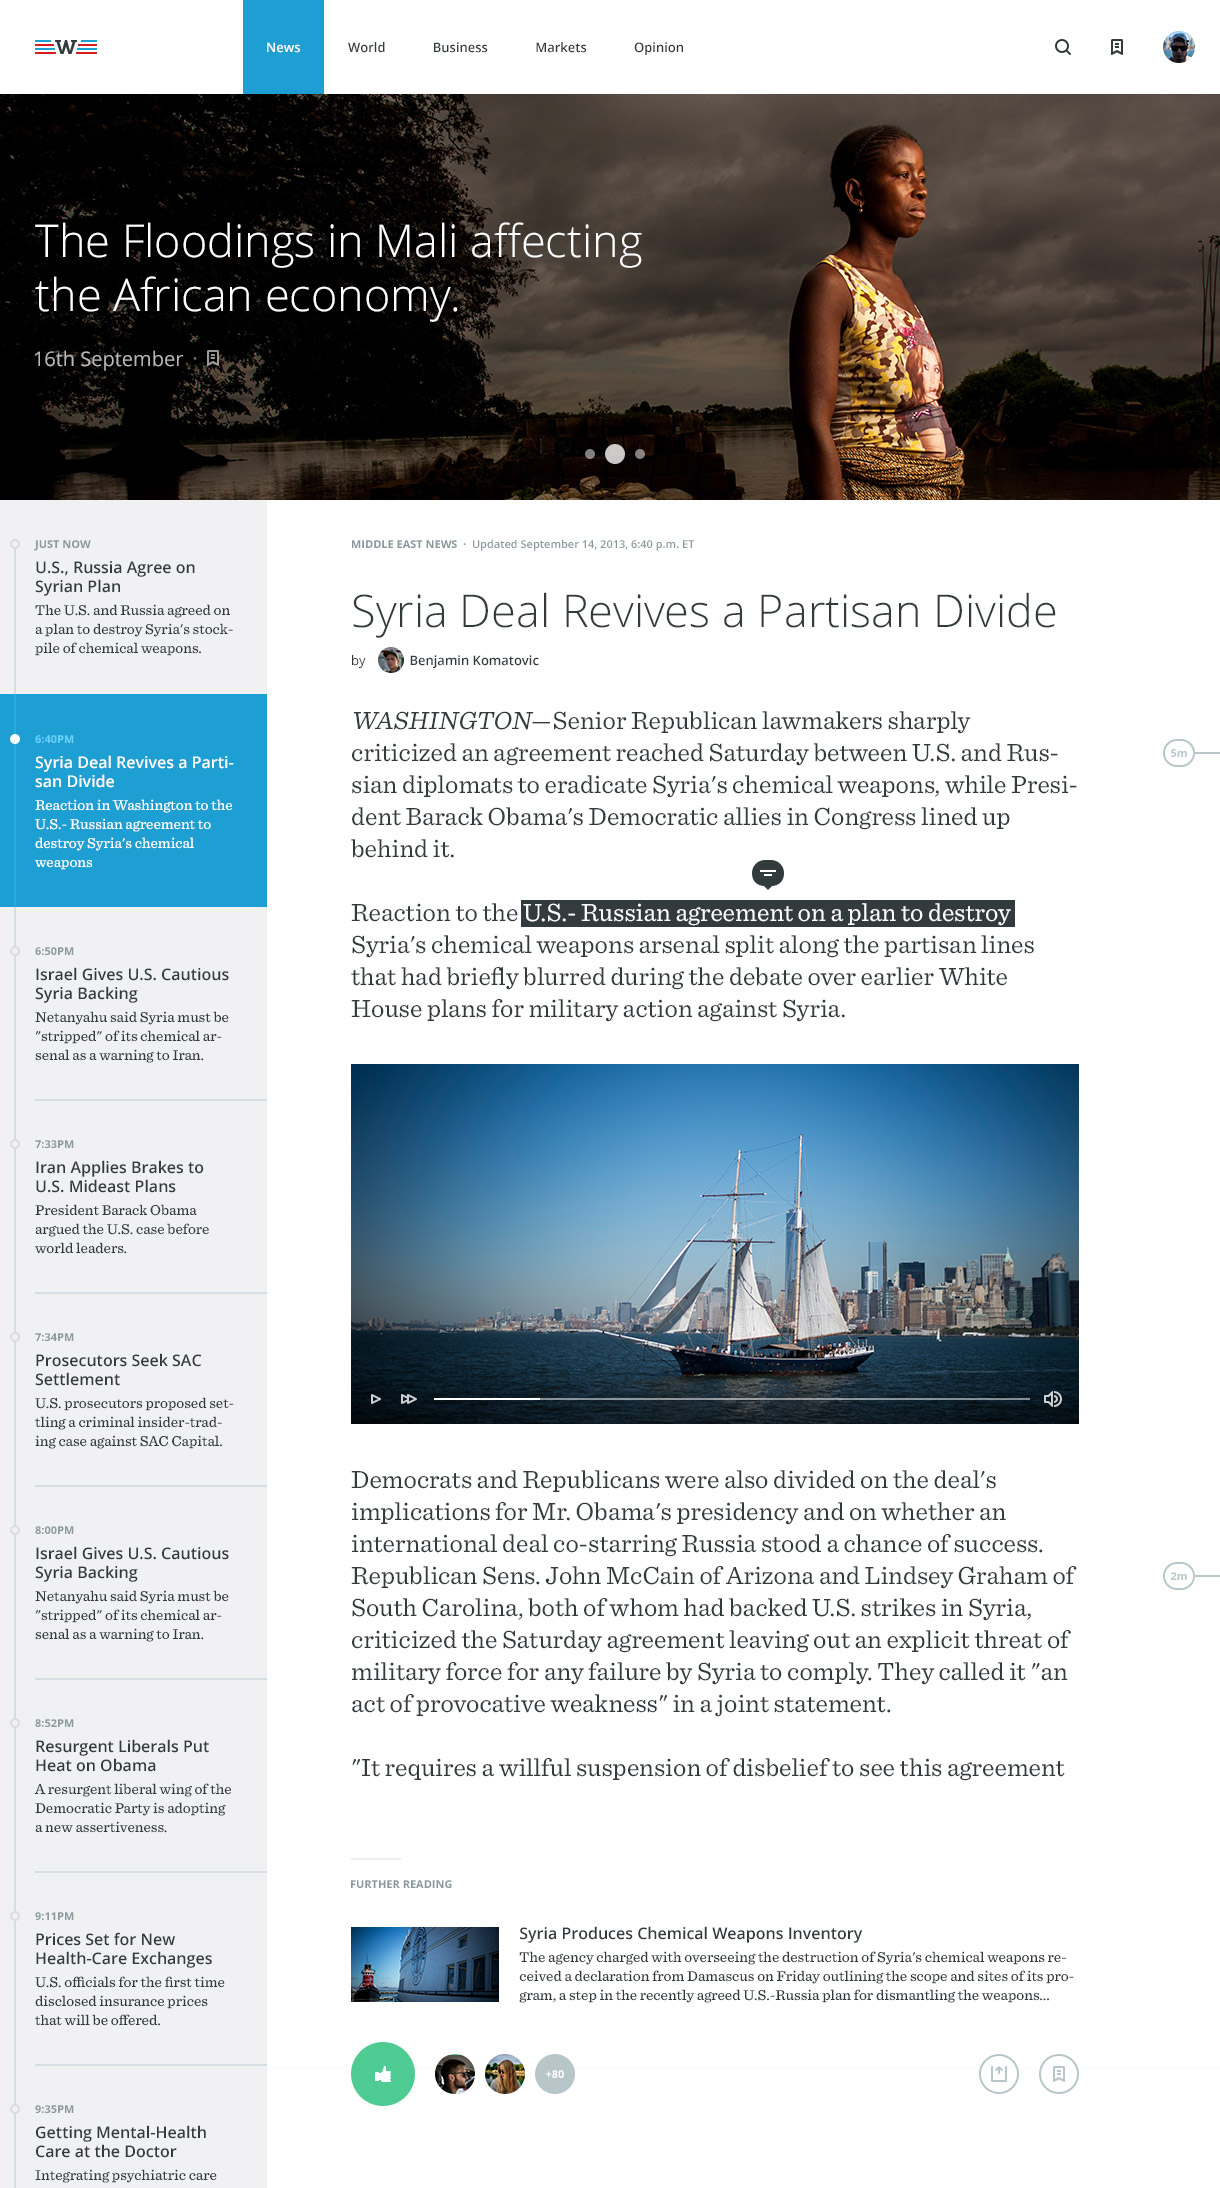 W
News
World
Business
Markets
Opinion
The Floodings in Mali affecting
the African economy.
16th September ·
JUST NOW
U.S., Russia Agree on
Syrian Plan
The U.S. and Russia agreed on
a plan to destroy Syria's stock-
pile of chemical weapons.
6:40PM
Syria Deal Revives a Parti-
san Divide
Reaction in Washington to the
U.S.- Russian agreement to
destroy Syria's chemical
weapons
6:50PM
Israel Gives U.S. Cautious
Syria Backing
Netanyahu said Syria must be
"stripped" of its chemical ar-
senal as a warning to Iran.
7:33PM
Iran Applies Brakes to
U.S. Mideast Plans
President Barack Obama
argued the U.S. case before
world leaders.
7:34PM
Prosecutors Seek SAC
Settlement
U.S. prosecutors proposed set-
tling a criminal insider-trad-
ing case against SAC Capital.
8:00PM
Israel Gives U.S. Cautious
Syria Backing
Netanyahu said Syria must be
"stripped" of its chemical ar-
senal as a warning to Iran.
8:52PM
Resurgent Liberals Put
Heat on Obama
A resurgent liberal wing of the
Democratic Party is adopting
a new assertiveness.
9:11PM
Prices Set for New
Health-Care Exchanges
U.S. officials for the first time
disclosed insurance prices
that will be offered.
9:35PM
Getting Mental-Health
Care at the Doctor
Integrating psychiatric care
MIDDLE EAST NEWS · Updated September 14, 2013, 6:40 p.m. ET
Syria Deal Revives a Partisan Divide
by Benjamin Komatovic
WASHINGTON—Senior Republican lawmakers sharply
criticized an agreement reached Saturday between U.S. and Rus-
sian diplomats to eradicate Syria's chemical weapons, while Presi-
dent Barack Obama's Democratic allies in Congress lined up
behind it.
5m
Reaction to the U.S.- Russian agreement on a plan to destroy
Syria's chemical weapons arsenal split along the partisan lines
that had briefly blurred during the debate over earlier White
House plans for military action against Syria.
Democrats and Republicans were also divided on the deal's
implications for Mr. Obama's presidency and on whether an
international deal co-starring Russia stood a chance of success.
Republican Sens. John McCain of Arizona and Lindsey Graham of
South Carolina, both of whom had backed U.S. strikes in Syria,
criticized the Saturday agreement leaving out an explicit threat of
military force for any failure by Syria to comply. They called it "an
act of provocative weakness" in a joint statement.
2m
"It requires a willful suspension of disbelief to see this agreement
FURTHER READING
Syria Produces Chemical Weapons Inventory
The agency charged with overseeing the destruction of Syria's chemical weapons re-
ceived a declaration from Damascus on Friday outlining the scope and sites of its pro-
gram, a step in the recently agreed U.S.-Russia plan for dismantling the weapons...
+80